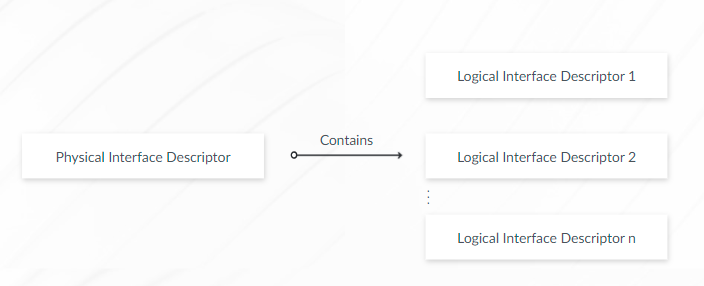 Logical Interface Descriptor 1
Contains
Physical Interface Descriptor
Logical Interface Descriptor 2
Logical Interface Descriptor n